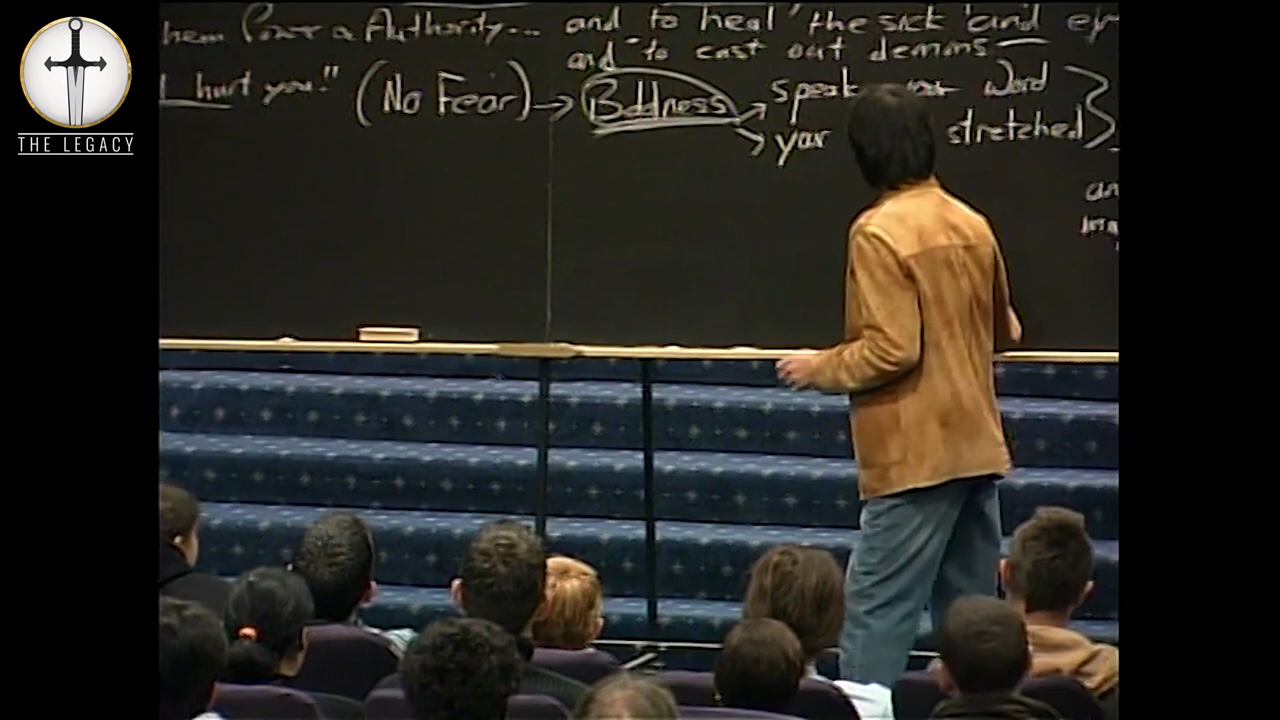 THE LEGACY
hem Power & Authority... and to heal the sick and
and to cast out demons
hurt you!" (No Fear) → Boldness → speak word
→ stretched